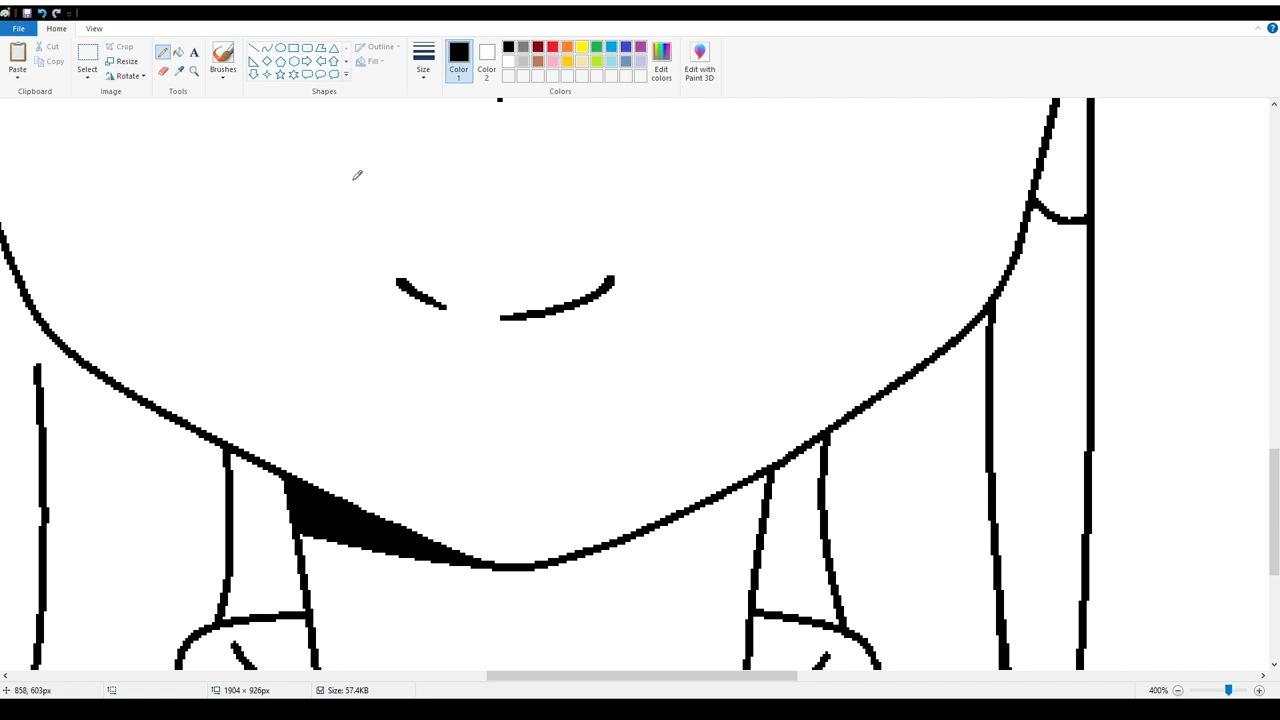 File Home View
Paste Cut Copy Clipboard
Select Crop Resize Rotate Image
A Tools
Brushes
Outline Fill Shapes
Size
Color 1 Color 2 Edit colors Colors
Edit with Paint 3D
858, 603px 1904 × 926px Size: 57.4KB 400%